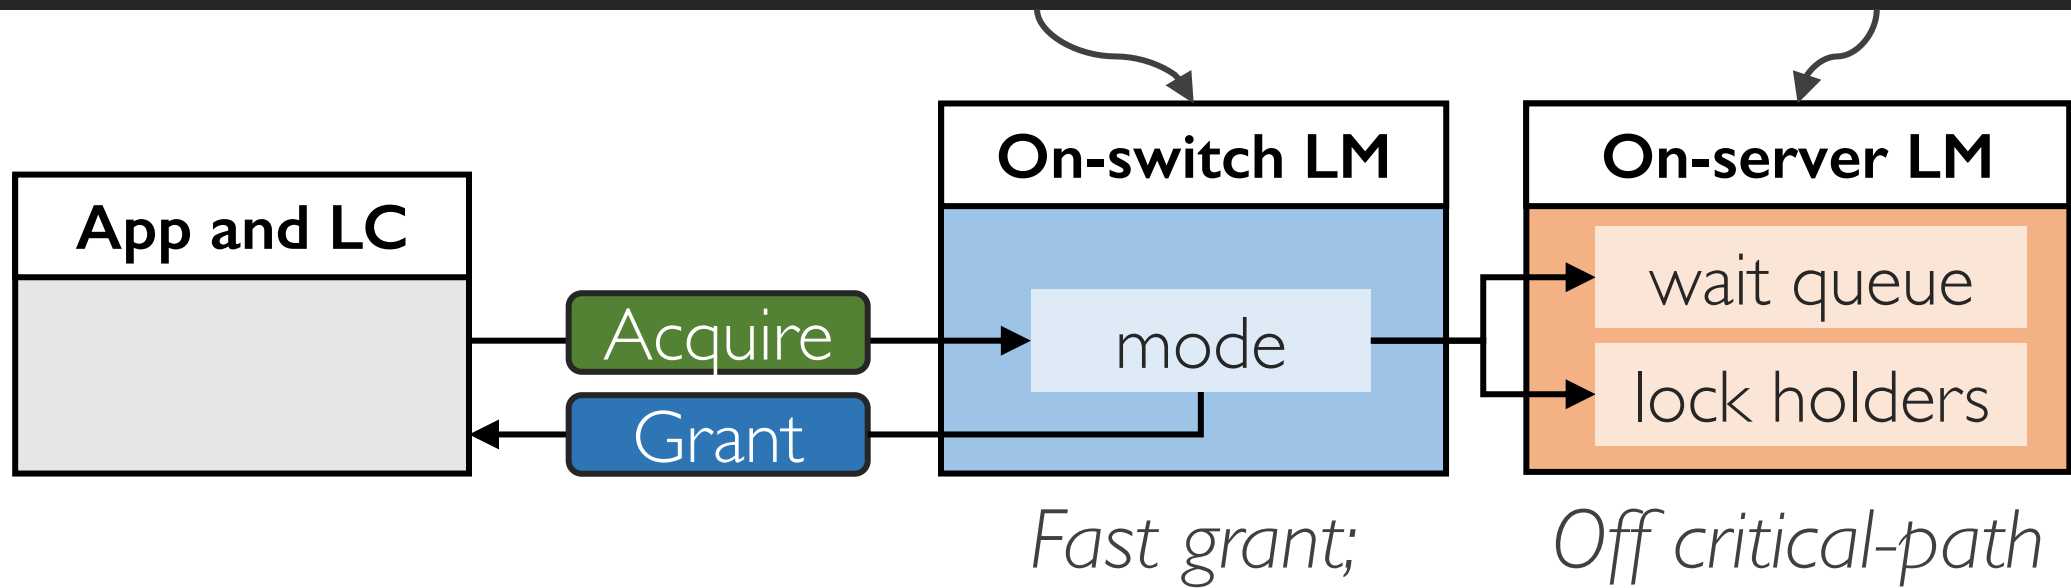 App and LC
Acquire
Grant
On-switch LM
mode
Fast grant;
On-server LM
wait queue
lock holders
Off critical-path